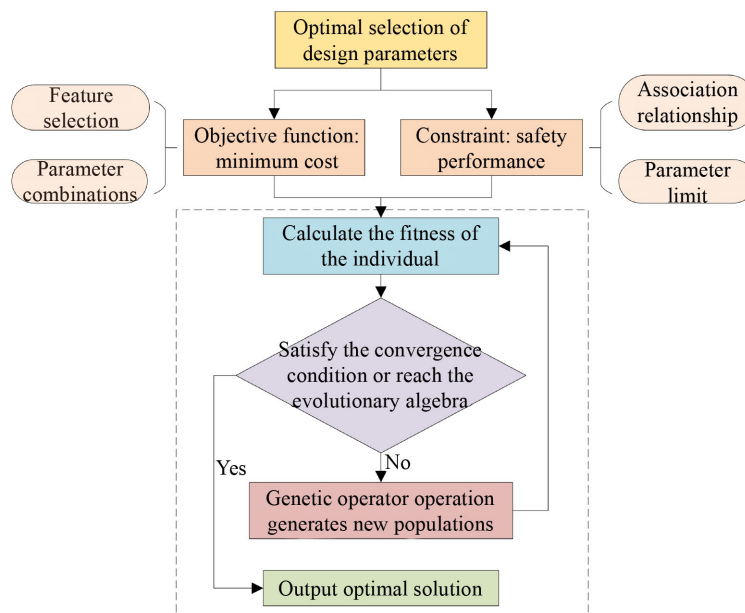 Optimal selection of
design parameters
Feature
selection
Parameter
combinations
Objective function:
minimum cost
Constraint: safety
performance
Association
relationship
Parameter
limit
Calculate the fitness of
the individual
Satisfy the convergence
condition or reach the
evolutionary algebra
Yes
No
Genetic operator operation
generates new populations
Output optimal solution